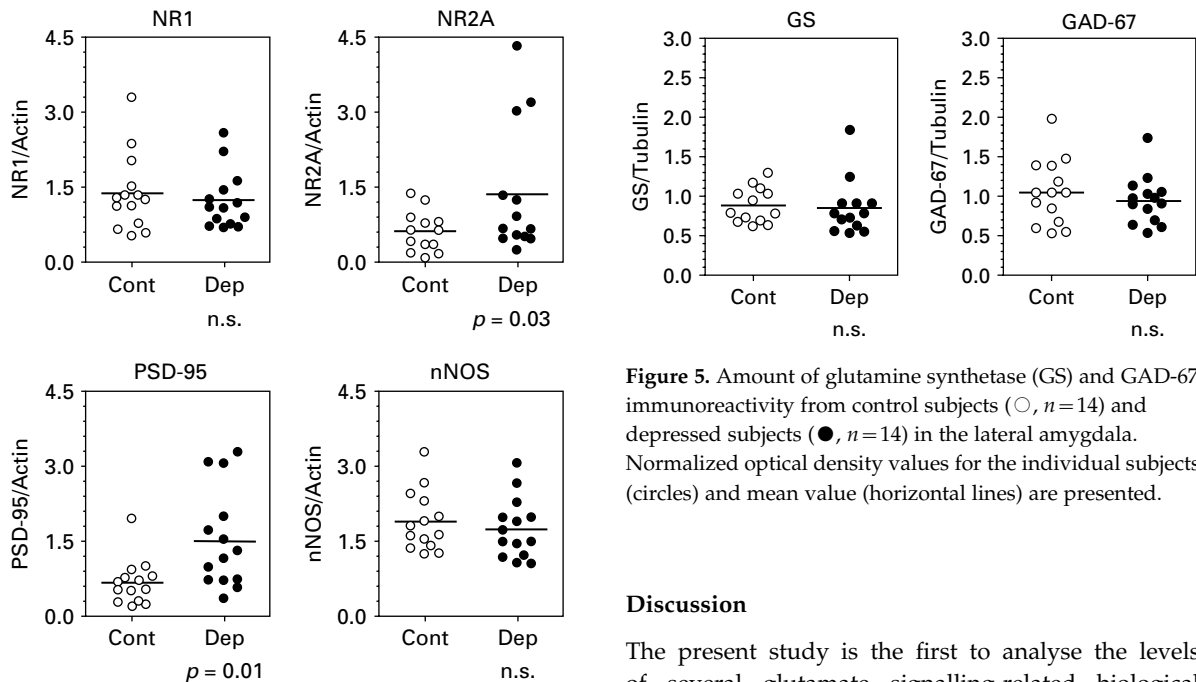 NR1
4.5
3.0
1.5
0.0
NR1/Actin
Cont Dep
n.s.
NR2A
4.5
3.0
1.5
0.0
NR2A/Actin
Cont Dep
p = 0.03
PSD-95
4.5
3.0
1.5
0.0
PSD-95/Actin
Cont Dep
p = 0.01
nNOS
4.5
3.0
1.5
0.0
nNOS/Actin
Cont Dep
n.s.
GS
3.0
2.5
2.0
1.5
1.0
0.5
0.0
GS/Tubulin
Cont Dep
n.s.
GAD-67
3.0
2.5
2.0
1.5
1.0
0.5
0.0
GAD-67/Tubulin
Cont Dep
n.s.
Figure 5. Amount of glutamine synthetase (GS) and GAD-67
immunoreactivity from control subjects (○, n=14) and
depressed subjects (●, n=14) in the lateral amygdala.
Normalized optical density values for the individual subjects
(circles) and mean value (horizontal lines) are presented.
Discussion
The present study is the first to analyse the levels
of several glutamate signalling-related biological